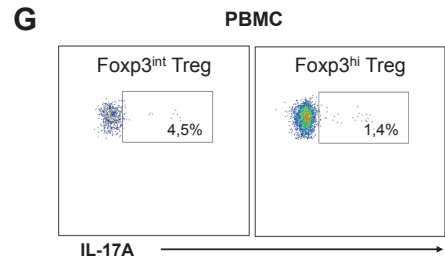 G
PBMC
Foxp3int Treg
Foxp3hi Treg
4,5%
1,4%
IL-17A